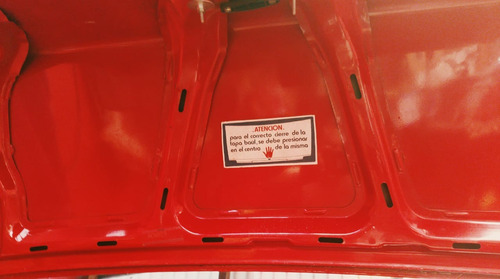 .ATENCION.
para el correcto cierre de la
tapa baul, se debe presionar
en el centro de la misma